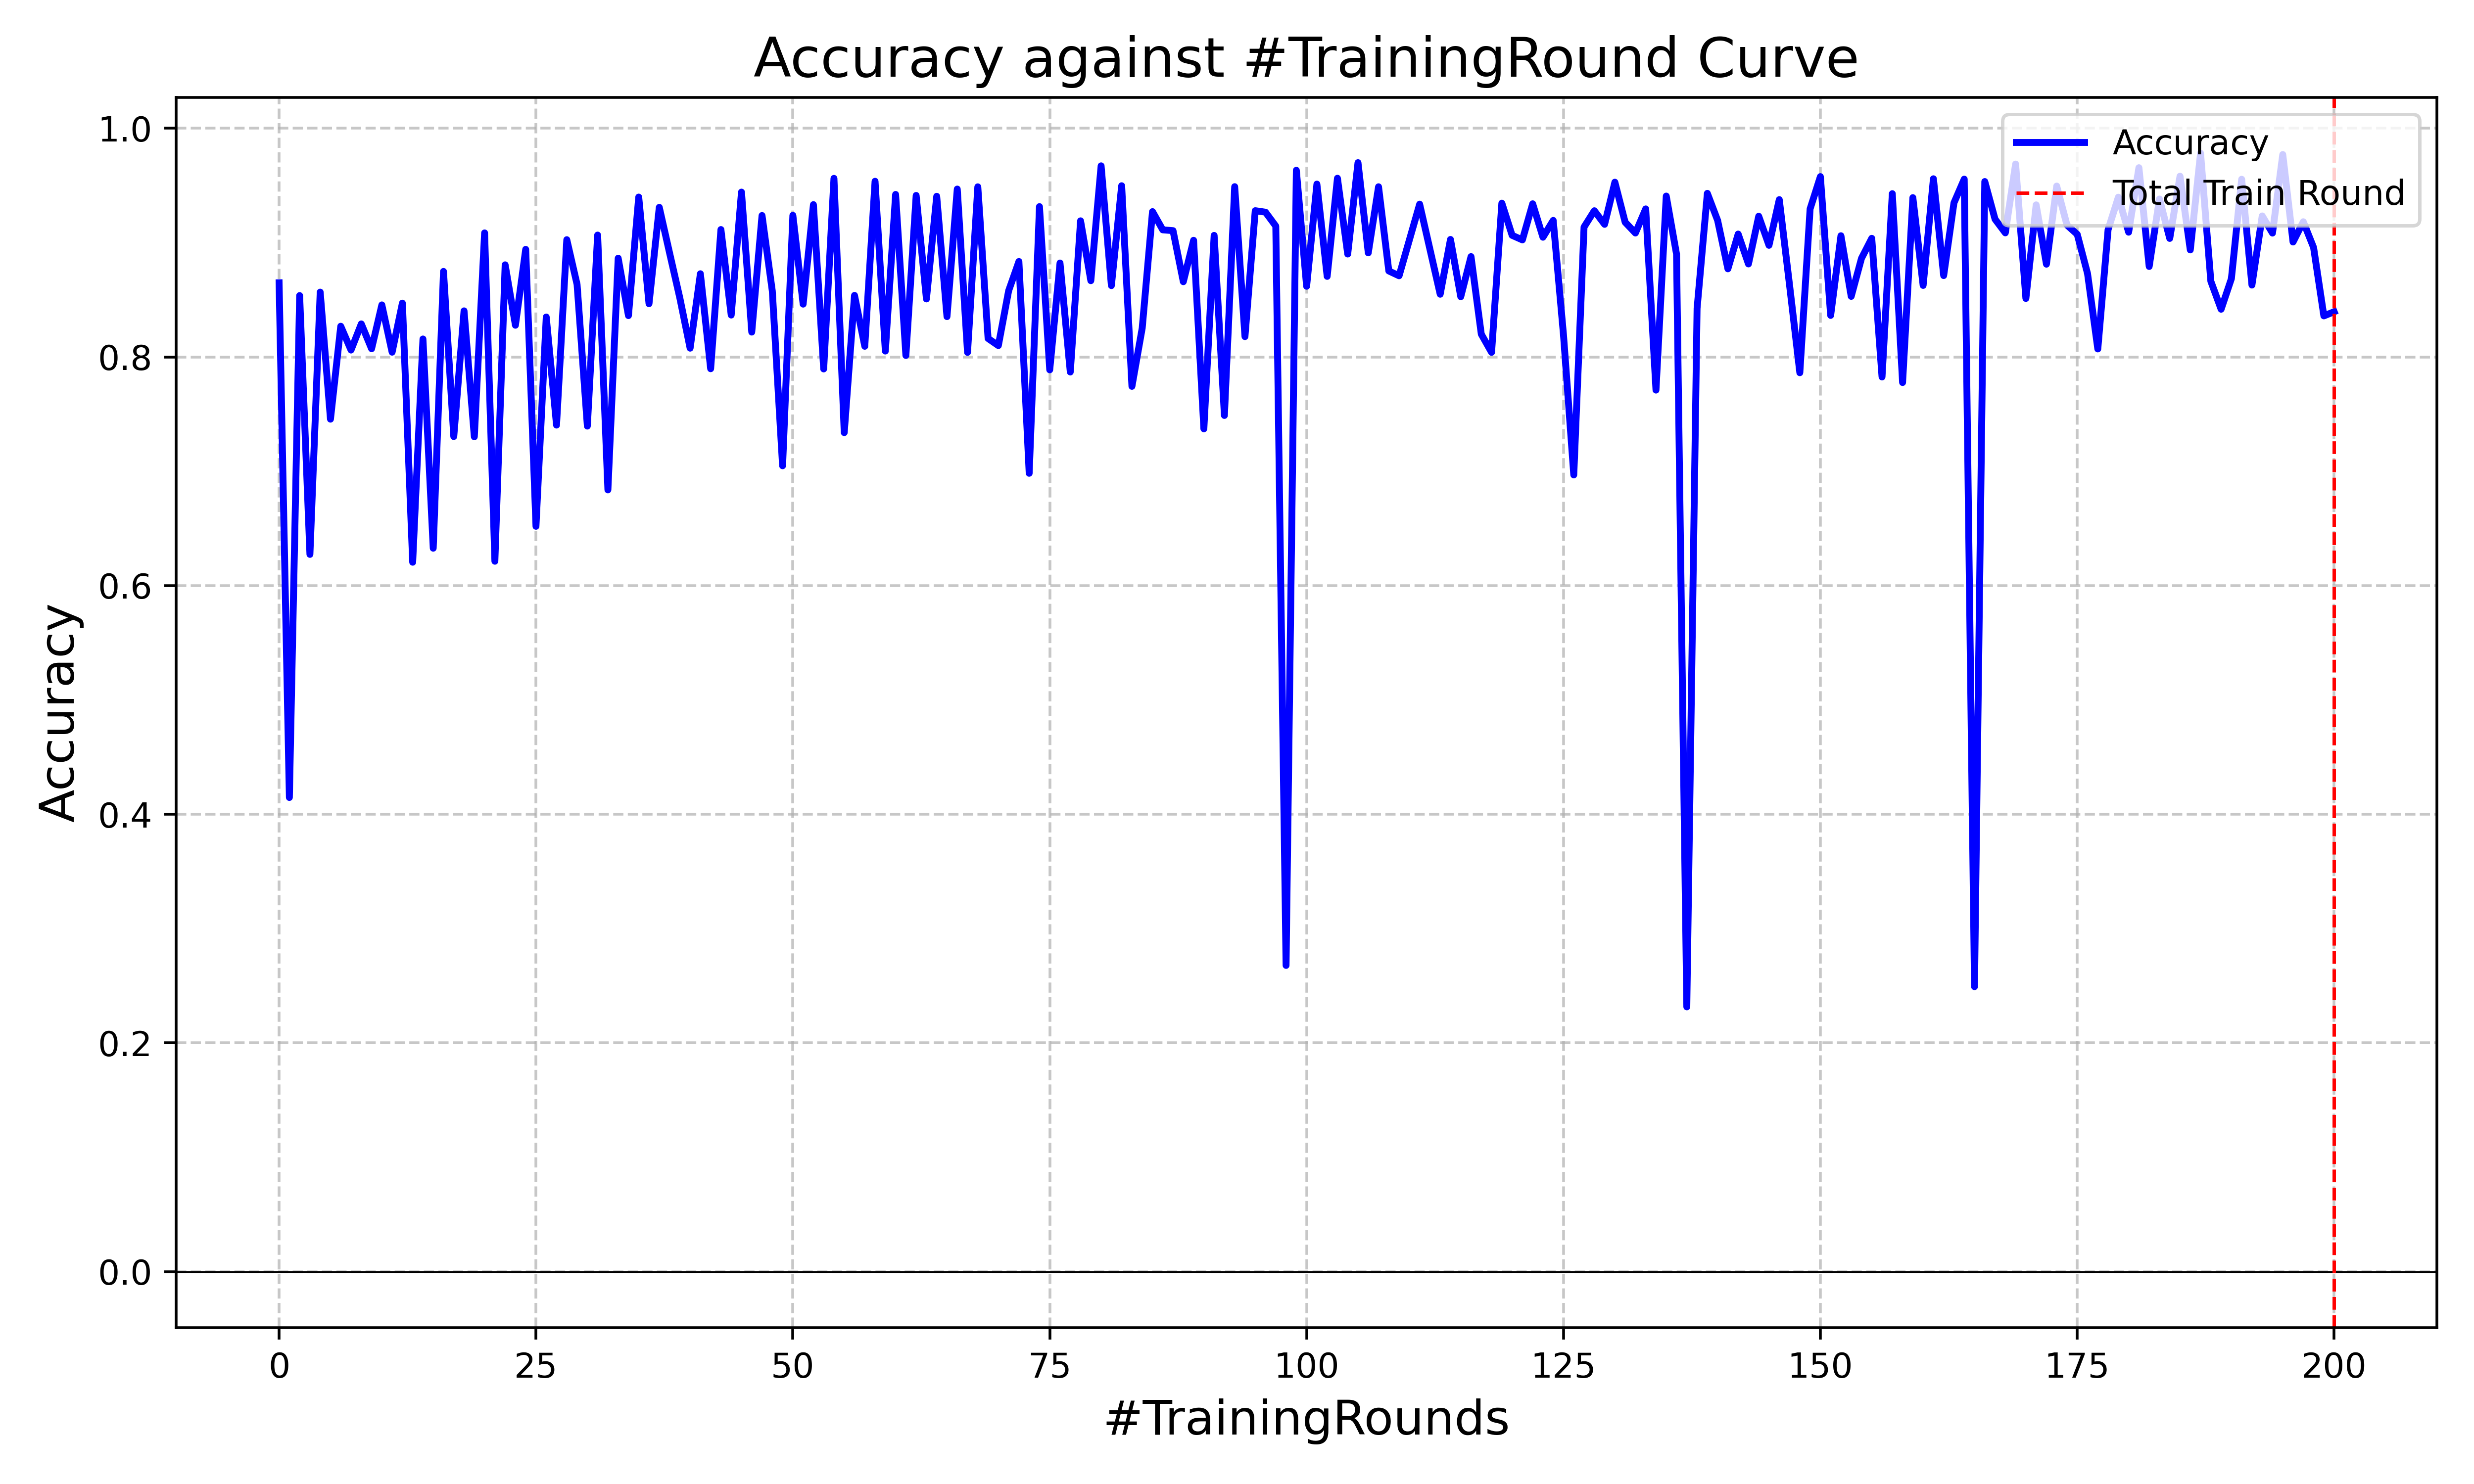 Accuracy against #TrainingRound Curve
Accuracy
Total Train Round
1.0
0.8
0.6
0.4
0.2
0.0
Accuracy
0 25 50 75 100 125 150 175 200
#TrainingRounds